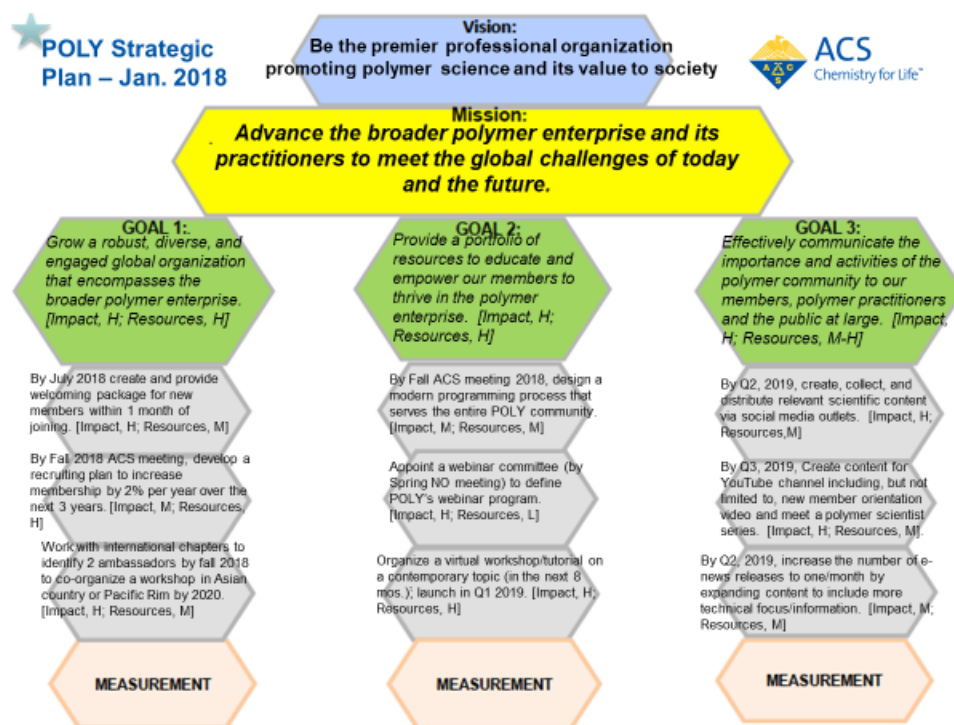 POLY Strategic
Plan – Jan. 2018
Vision:
Be the premier professional organization
promoting polymer science and its value to society
ACS
Chemistry for Life™
A C S
Mission:
Advance the broader polymer enterprise and its
practitioners to meet the global challenges of today
and the future.
GOAL 1:
Grow a robust, diverse, and
engaged global organization
that encompasses the
broader polymer enterprise.
[Impact, H; Resources, H]
By July 2018 create and provide
welcoming package for new
members within 1 month of
joining. [Impact, H; Resources, M]
By Fall 2018 ACS meeting, develop a
recruiting plan to increase
membership by 2% per year over the
next 3 years. [Impact, M; Resources,
H]
Work with international chapters to
identify 2 ambassadors by fall 2018
to co-organize a workshop in Asian
country or Pacific Rim by 2020.
[Impact, H; Resources, M]
MEASUREMENT
GOAL 2:
Provide a portfolio of
resources to educate and
empower our members to
thrive in the polymer
enterprise. [Impact, H;
Resources, H]
By Fall ACS meeting 2018, design a
modern programming process that
serves the entire POLY community.
[Impact, M; Resources, M]
Appoint a webinar committee (by
Spring NO meeting) to define
POLY's webinar program.
[Impact, H; Resources, L]
Organize a virtual workshop/tutorial on
a contemporary topic (in the next 8
mos.); launch in Q1 2019. [Impact, H;
Resources, H]
MEASUREMENT
GOAL 3:
Effectively communicate the
importance and activities of the
polymer community to our
members, polymer practitioners
and the public at large. [Impact,
H; Resources, M-H]
By Q2, 2019, create, collect, and
distribute relevant scientific content
via social media outlets. [Impact, H;
Resources,M]
By Q3, 2019, Create content for
YouTube channel including, but not
limited to, new member orientation
video and meet a polymer scientist
series. [Impact, H; Resources, M].
By Q2, 2019, increase the number of e-
news releases to one/month by
expanding content to include more
technical focus/information. [Impact, M;
Resources, M]
MEASUREMENT